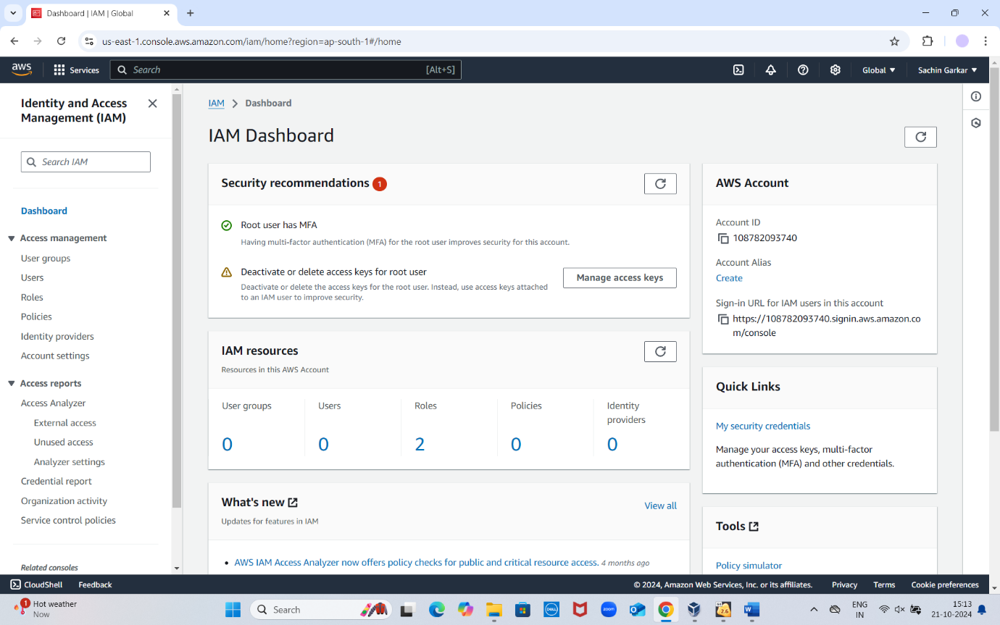 Dashboard | IAM | Global
us-east-1.console.aws.amazon.com/iam/home?region=ap-south-1#/home
aws
Services
Search
[Alt+S]
Global
Sachin Garkar
Identity and Access
Management (IAM)
Search IAM
Dashboard
Access management
User groups
Users
Roles
Policies
Identity providers
Account settings
Access reports
Access Analyzer
External access
Unused access
Analyzer settings
Credential report
Organization activity
Service control policies
Related consoles
IAM > Dashboard
IAM Dashboard
Security recommendations 1
Root user has MFA
Having multi-factor authentication (MFA) for the root user improves security for this account.
Deactivate or delete access keys for root user
Deactivate or delete the access keys for the root user. Instead, use access keys attached
to an IAM user to improve security.
Manage access keys
IAM resources
Resources in this AWS Account
User groups
0
Users
0
Roles
2
Policies
0
Identity
providers
0
What's new
Updates for features in IAM
View all
• AWS IAM Access Analyzer now offers policy checks for public and critical resource access. 4 months ago
AWS Account
Account ID
108782093740
Account Alias
Create
Sign-in URL for IAM users in this account
https://108782093740.signin.aws.amazon.co
m/console
Quick Links
My security credentials
Manage your access keys, multi-factor
authentication (MFA) and other credentials.
Tools
Policy simulator
CloudShell
Feedback
© 2024, Amazon Web Services, Inc. or its affiliates.
Privacy
Terms
Cookie preferences
1
Hot weather
Now
Search
DELL
zoom
2.6
W
ENG
IN
15:13
21-10-2024